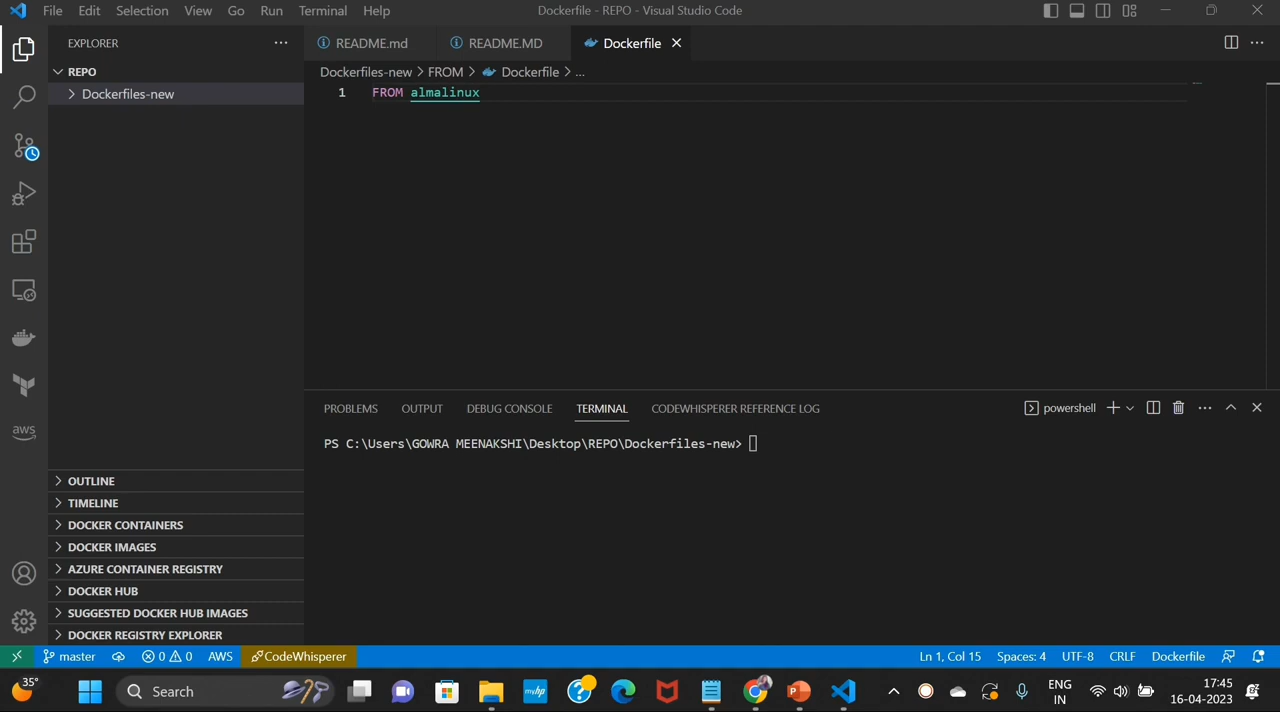 File Edit Selection View Go Run Terminal Help
Dockerfile - REPO - Visual Studio Code
EXPLORER
README.md README.MD Dockerfile
REPO
Dockerfiles-new > FROM > Dockerfile > ...
Dockerfiles-new
1 FROM almalinux
PROBLEMS OUTPUT DEBUG CONSOLE TERMINAL CODEWHISPERER REFERENCE LOG
powershell
PS C:\Users\GOWRA MEENAKSHI\Desktop\REPO\Dockerfiles-new>
aws
OUTLINE
TIMELINE
DOCKER CONTAINERS
DOCKER IMAGES
AZURE CONTAINER REGISTRY
DOCKER HUB
SUGGESTED DOCKER HUB IMAGES
DOCKER REGISTRY EXPLORER
master 0 0 AWS CodeWhisperer
Ln 1, Col 15 Spaces: 4 UTF-8 CRLF Dockerfile
35°
Search
myhp
ENG
IN
17:45
16-04-2023